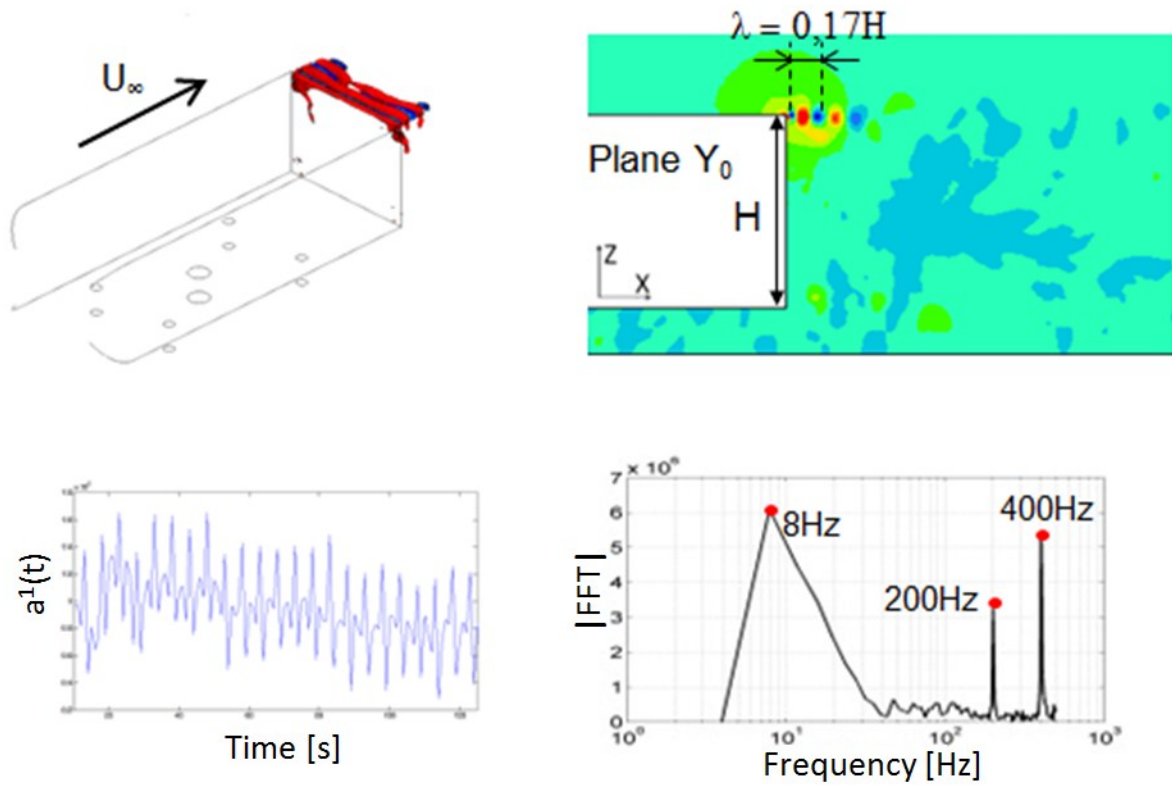 U∞
λ = 0,17H
Plane Y₀
H
Z
X
a¹(t)
Time [s]
7 × 10⁶
6
5
4
3
2
1
0
|FFT|
8Hz
200Hz
400Hz
10⁰ 10¹ 10² 10³
Frequency [Hz]